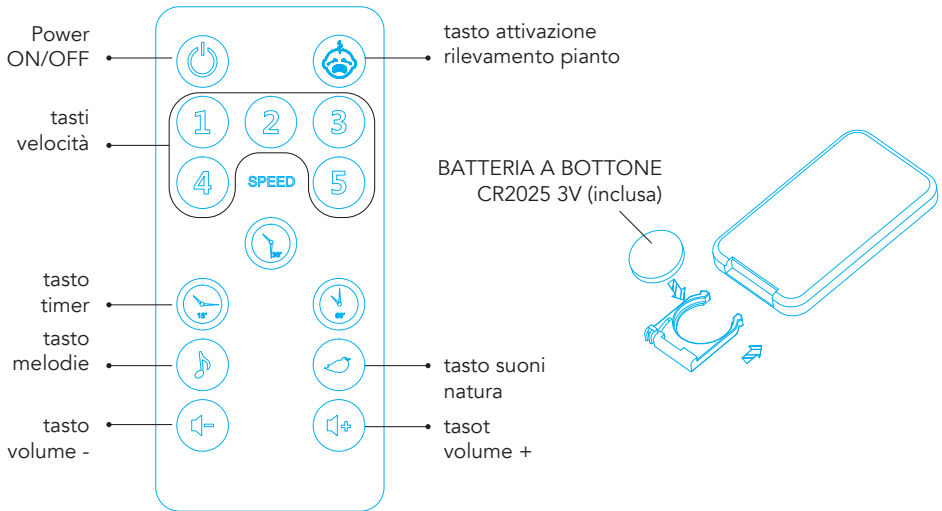 Power
ON/OFF
tasto attivazione
rilevamento pianto
1
2
3
tasti
velocità
4
SPEED
5
BATTERIA A BOTTONE
CR2025 3V (inclusa)
30'
tasto
timer
15'
60'
tasto
melodie
tasto suoni
natura
tasto
volume -
tasot
volume +